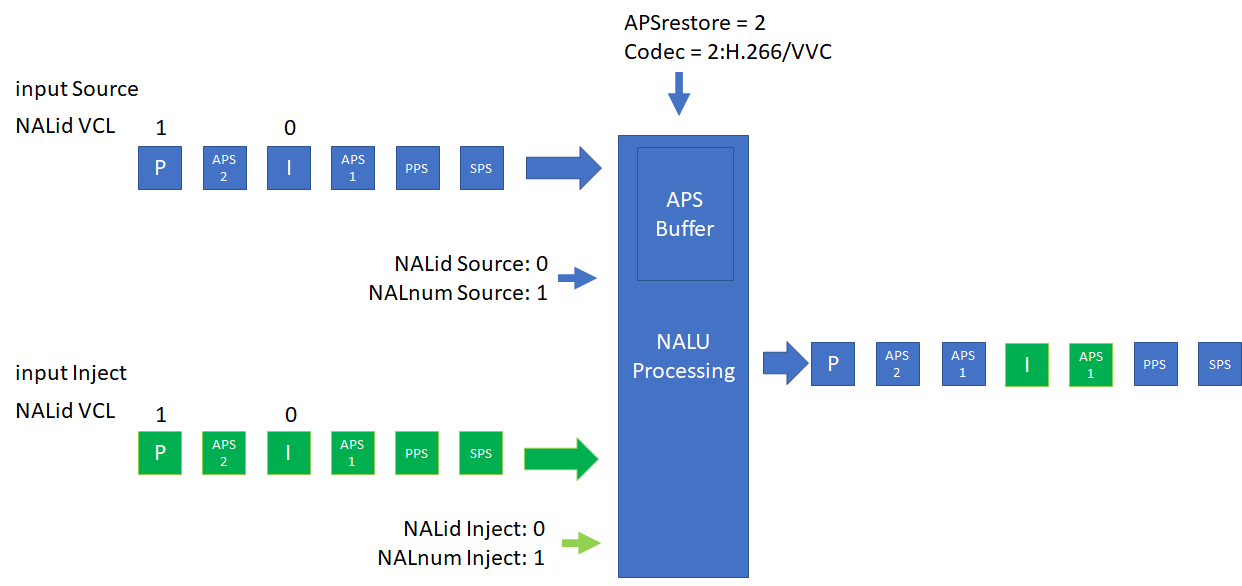 APSrestore = 2
Codec = 2:H.266/VVC
input Source
NALid VCL 1 0
P APS 2 I APS 1 PPS SPS
APS
Buffer
NALid Source: 0
NALnum Source: 1
NALU
Processing
P APS 2 APS 1 I APS 1 PPS SPS
input Inject
NALid VCL 1 0
P APS 2 I APS 1 PPS SPS
NALid Inject: 0
NALnum Inject: 1